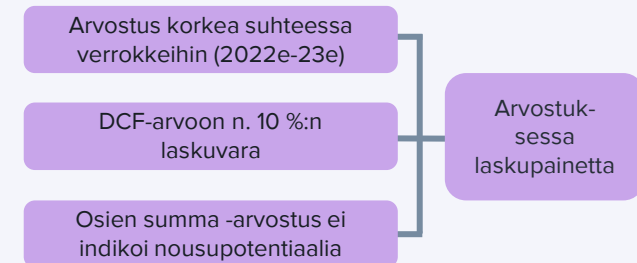 Arvostus korkea suhteessa
verrokkeihin (2022e-23e)
DCF-arvoon n. 10 %:n
laskuvara
Osien summa -arvostus ei
indikoi nousupotentiaalia
Arvostuk-
sessa
laskupainetta